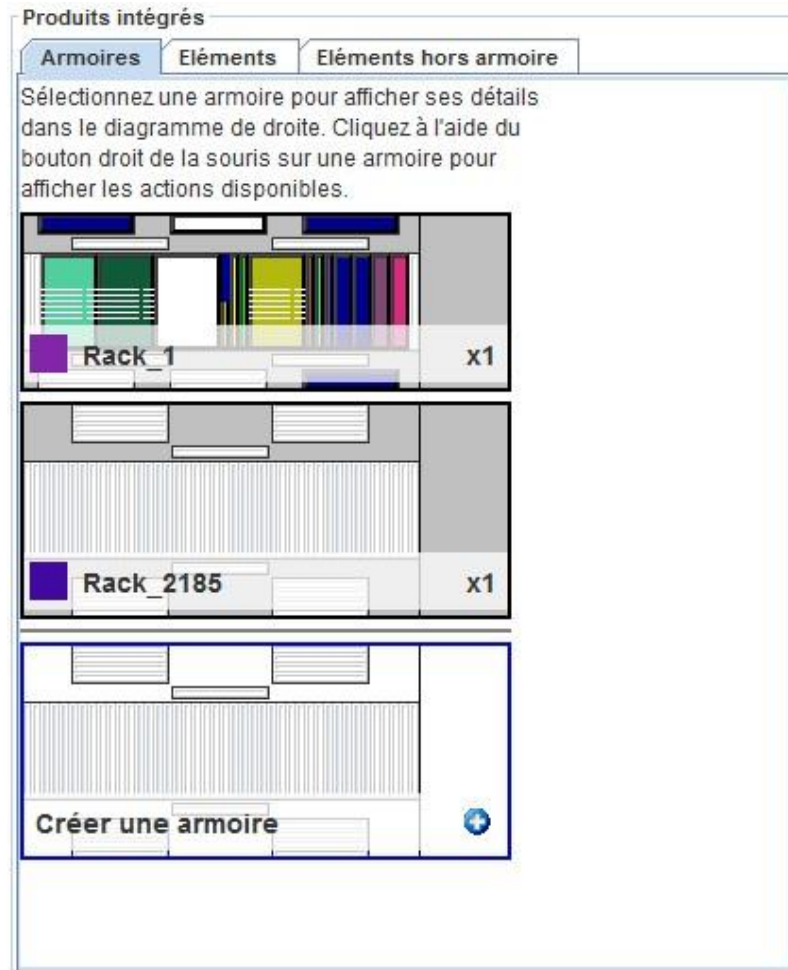 Produits intégrés
Armoires Eléments Eléments hors armoire
Sélectionnez une armoire pour afficher ses détails
dans le diagramme de droite. Cliquez à l'aide du
bouton droit de la souris sur une armoire pour
afficher les actions disponibles.
Rack_1 x1
Rack_2185 x1
Créer une armoire